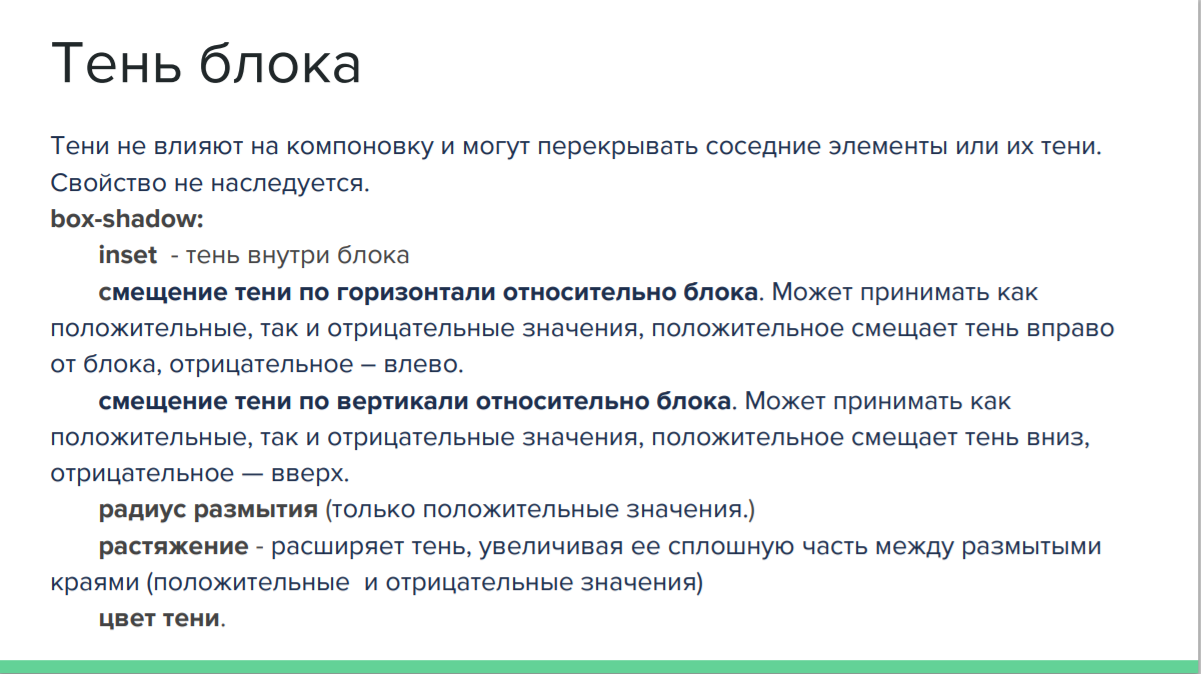 Тень блока
Тени не влияют на компоновку и могут перекрывать соседние элементы или их тени.
Свойство не наследуется.
box-shadow:
inset  - тень внутри блока
смещение тени по горизонтали относительно блока. Может принимать как
положительные, так и отрицательные значения, положительное смещает тень вправо
от блока, отрицательное – влево.
смещение тени по вертикали относительно блока. Может принимать как
положительные, так и отрицательные значения, положительное смещает тень вниз,
отрицательное — вверх.
радиус размытия (только положительные значения.)
растяжение - расширяет тень, увеличивая ее сплошную часть между размытыми
краями (положительные  и отрицательные значения)
цвет тени.